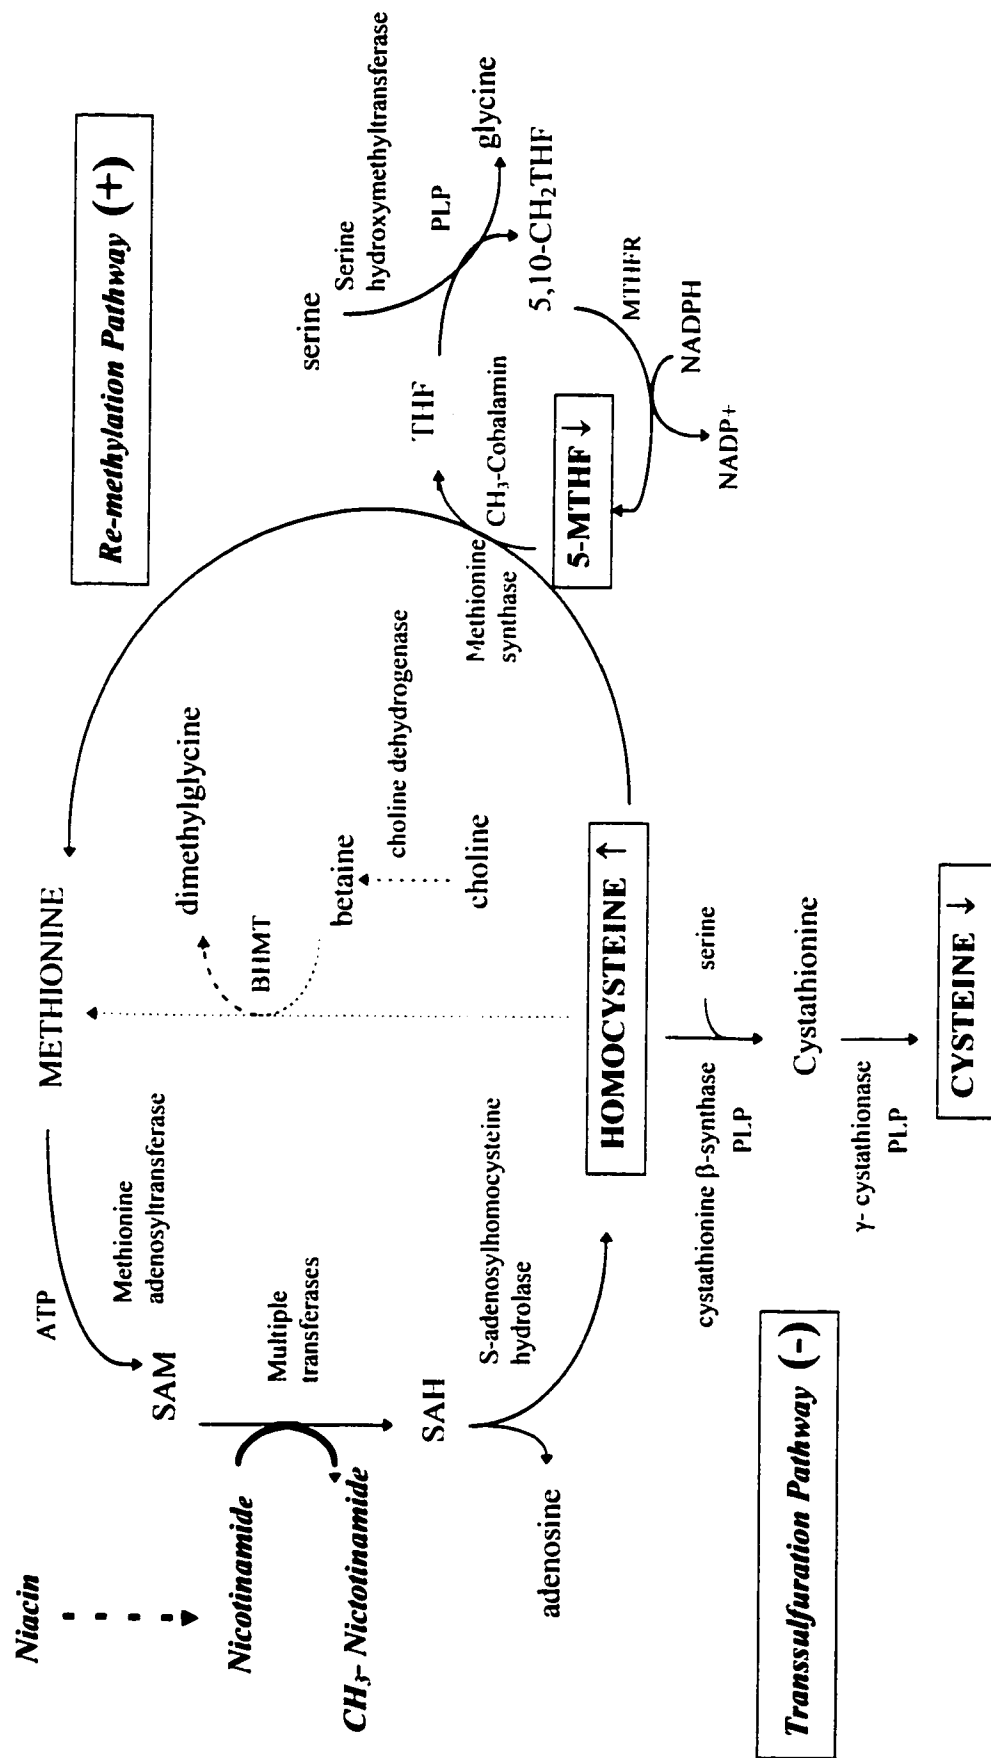 Niacin
Nicotinamide
CH₃- Nictotinamide
ATP
SAM
Methionine
adenosyltransferase
METHIONINE
Multiple
transferases
SAH
adenosine
S-adenosylhomocysteine
hydrolase
dimethylglycine
BHMT
betaine
choline dehydrogenase
choline
Re-methylation Pathway (+)
serine
Serine
hydroxymethyltransferase
PLP
glycine
THF
5,10-CH₂THF
Methionine
synthase
CH₃-Cobalamin
5-MTHF ↓
MTHFR
NADPH
NADP+
HOMOCYSTEINE ↑
cystathionine β-synthase
PLP
serine
Cystathionine
γ- cystathionase
PLP
CYSTEINE ↓
Transsulfuration Pathway (-)